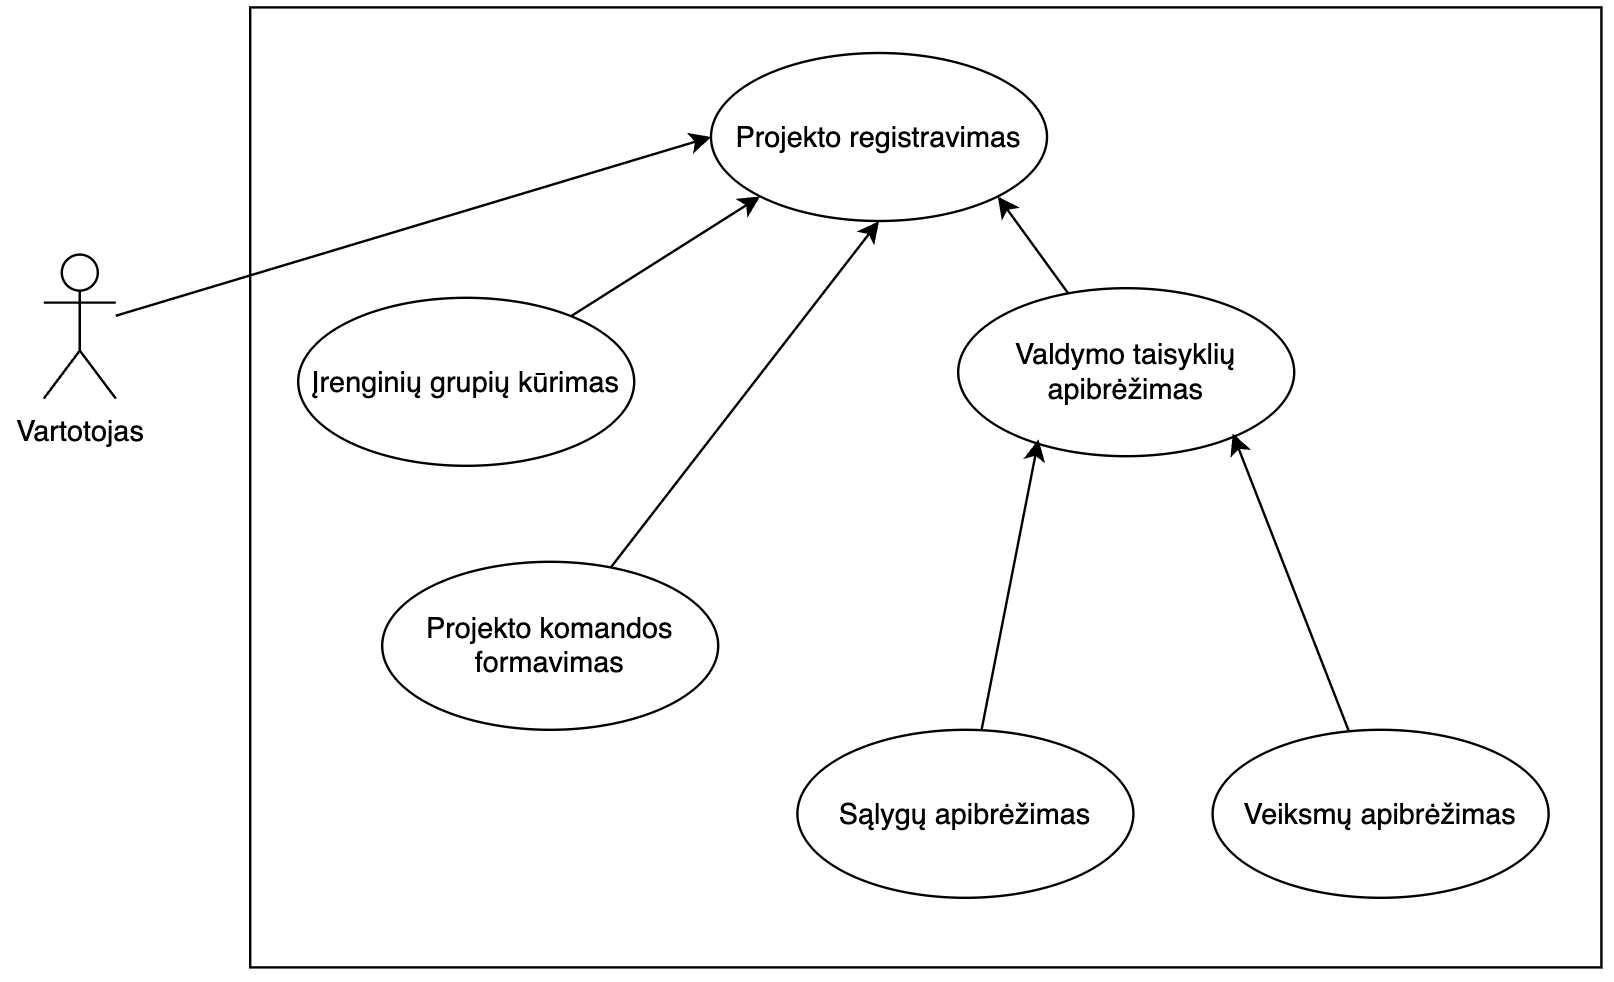 Projekto registravimas
Įrenginių grupių kūrimas
Valdymo taisyklių
apibrėžimas
Vartotojas
Projekto komandos
formavimas
Sąlygų apibrėžimas
Veiksmų apibrėžimas